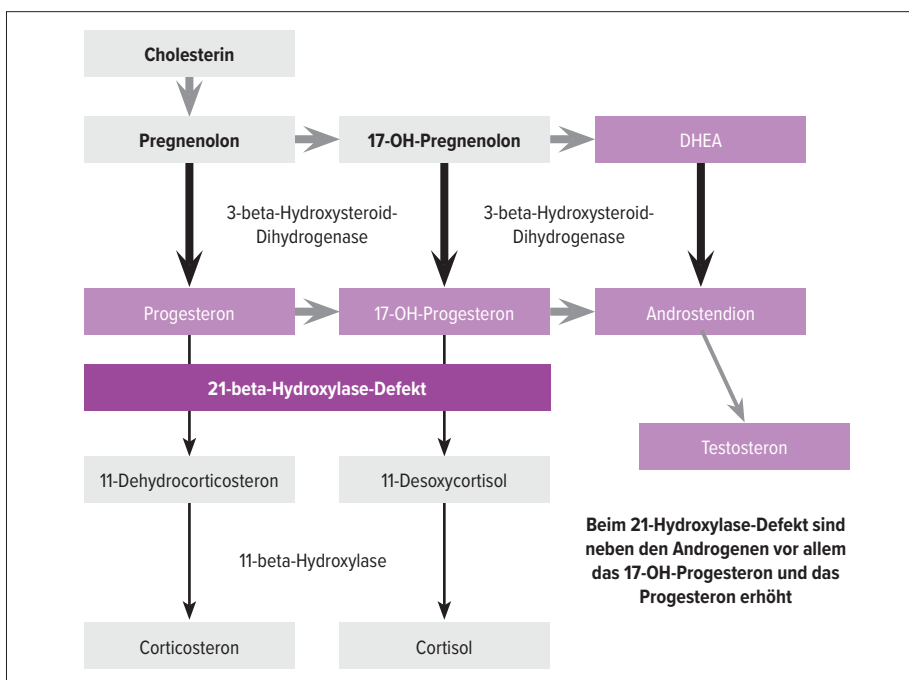 Cholesterin
Pregnenolon
17-OH-Pregnenolon
DHEA
3-beta-Hydroxysteroid-
Dihydrogenase
3-beta-Hydroxysteroid-
Dihydrogenase
Progesteron
17-OH-Progesteron
Androstendion
21-beta-Hydroxylase-Defekt
Testosteron
11-Dehydrocorticosteron
11-Desoxycortisol
Beim 21-Hydroxylase-Defekt sind
neben den Androgenen vor allem
das 17-OH-Progesteron und das
Progesteron erhöht
11-beta-Hydroxylase
Corticosteron
Cortisol